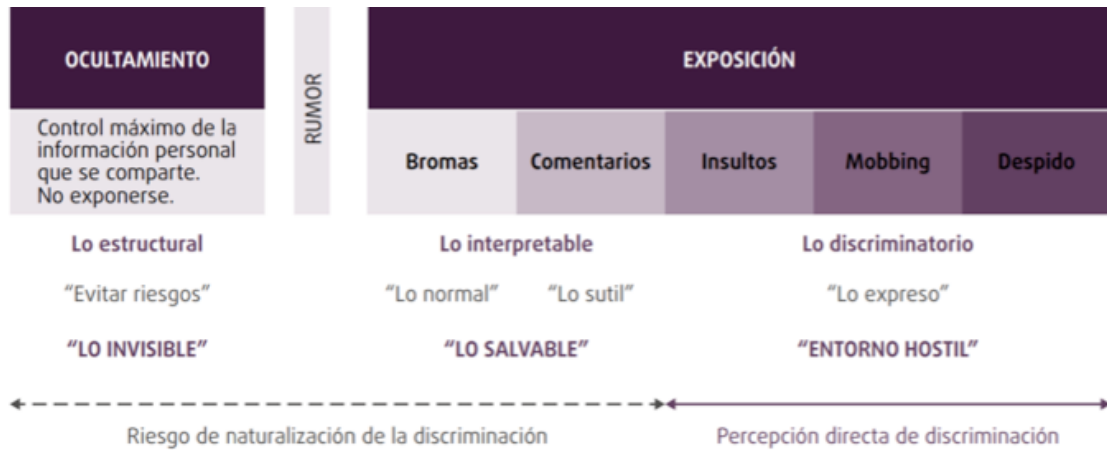 OCULTAMIENTO
Control máximo de la
información personal
que se comparte.
No exponerse.
RUMOR
EXPOSICIÓN
Bromas
Comentarios
Insultos
Mobbing
Despido
Lo estructural
Lo interpretable
Lo discriminatorio
“Evitar riesgos”
“Lo normal”
“Lo sutil”
“Lo expreso”
“LO INVISIBLE”
“LO SALVABLE”
“ENTORNO HOSTIL”
Riesgo de naturalización de la discriminación
Percepción directa de discriminación